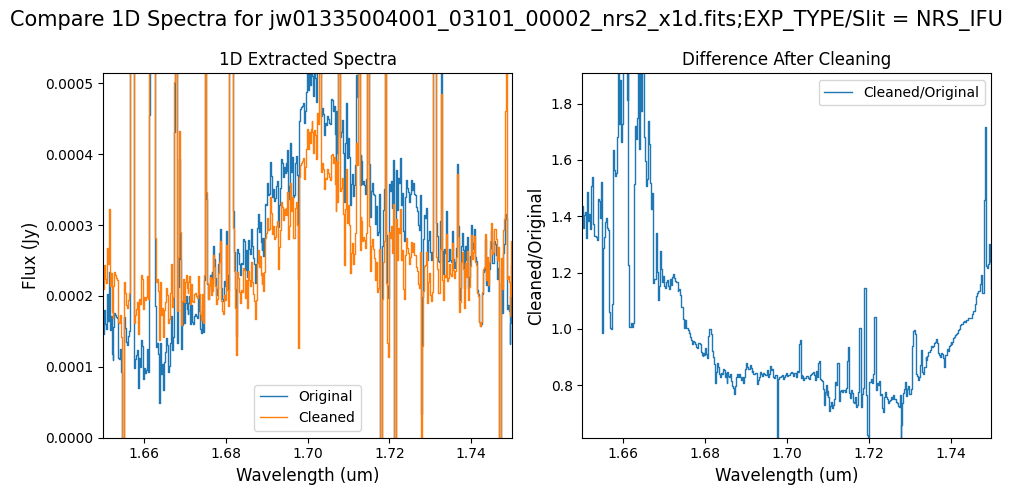 Compare 1D Spectra for jw01335004001_03101_00002_nrs2_x1d.fits;EXP_TYPE/Slit = NRS_IFU
1D Extracted Spectra
Flux (Jy)
0.0005
0.0004
0.0003
0.0002
0.0001
0.0000
Original
Cleaned
1.66 1.68 1.70 1.72 1.74
Wavelength (um)
Difference After Cleaning
Cleaned/Original
Cleaned/Original
1.8
1.6
1.4
1.2
1.0
0.8
1.66 1.68 1.70 1.72 1.74
Wavelength (um)